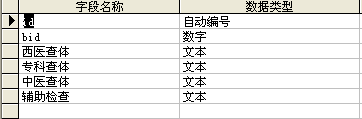 字段名称 数据类型
id 自动编号
bid 数字
西医查体 文本
专科查体 文本
中医查体 文本
辅助检查 文本